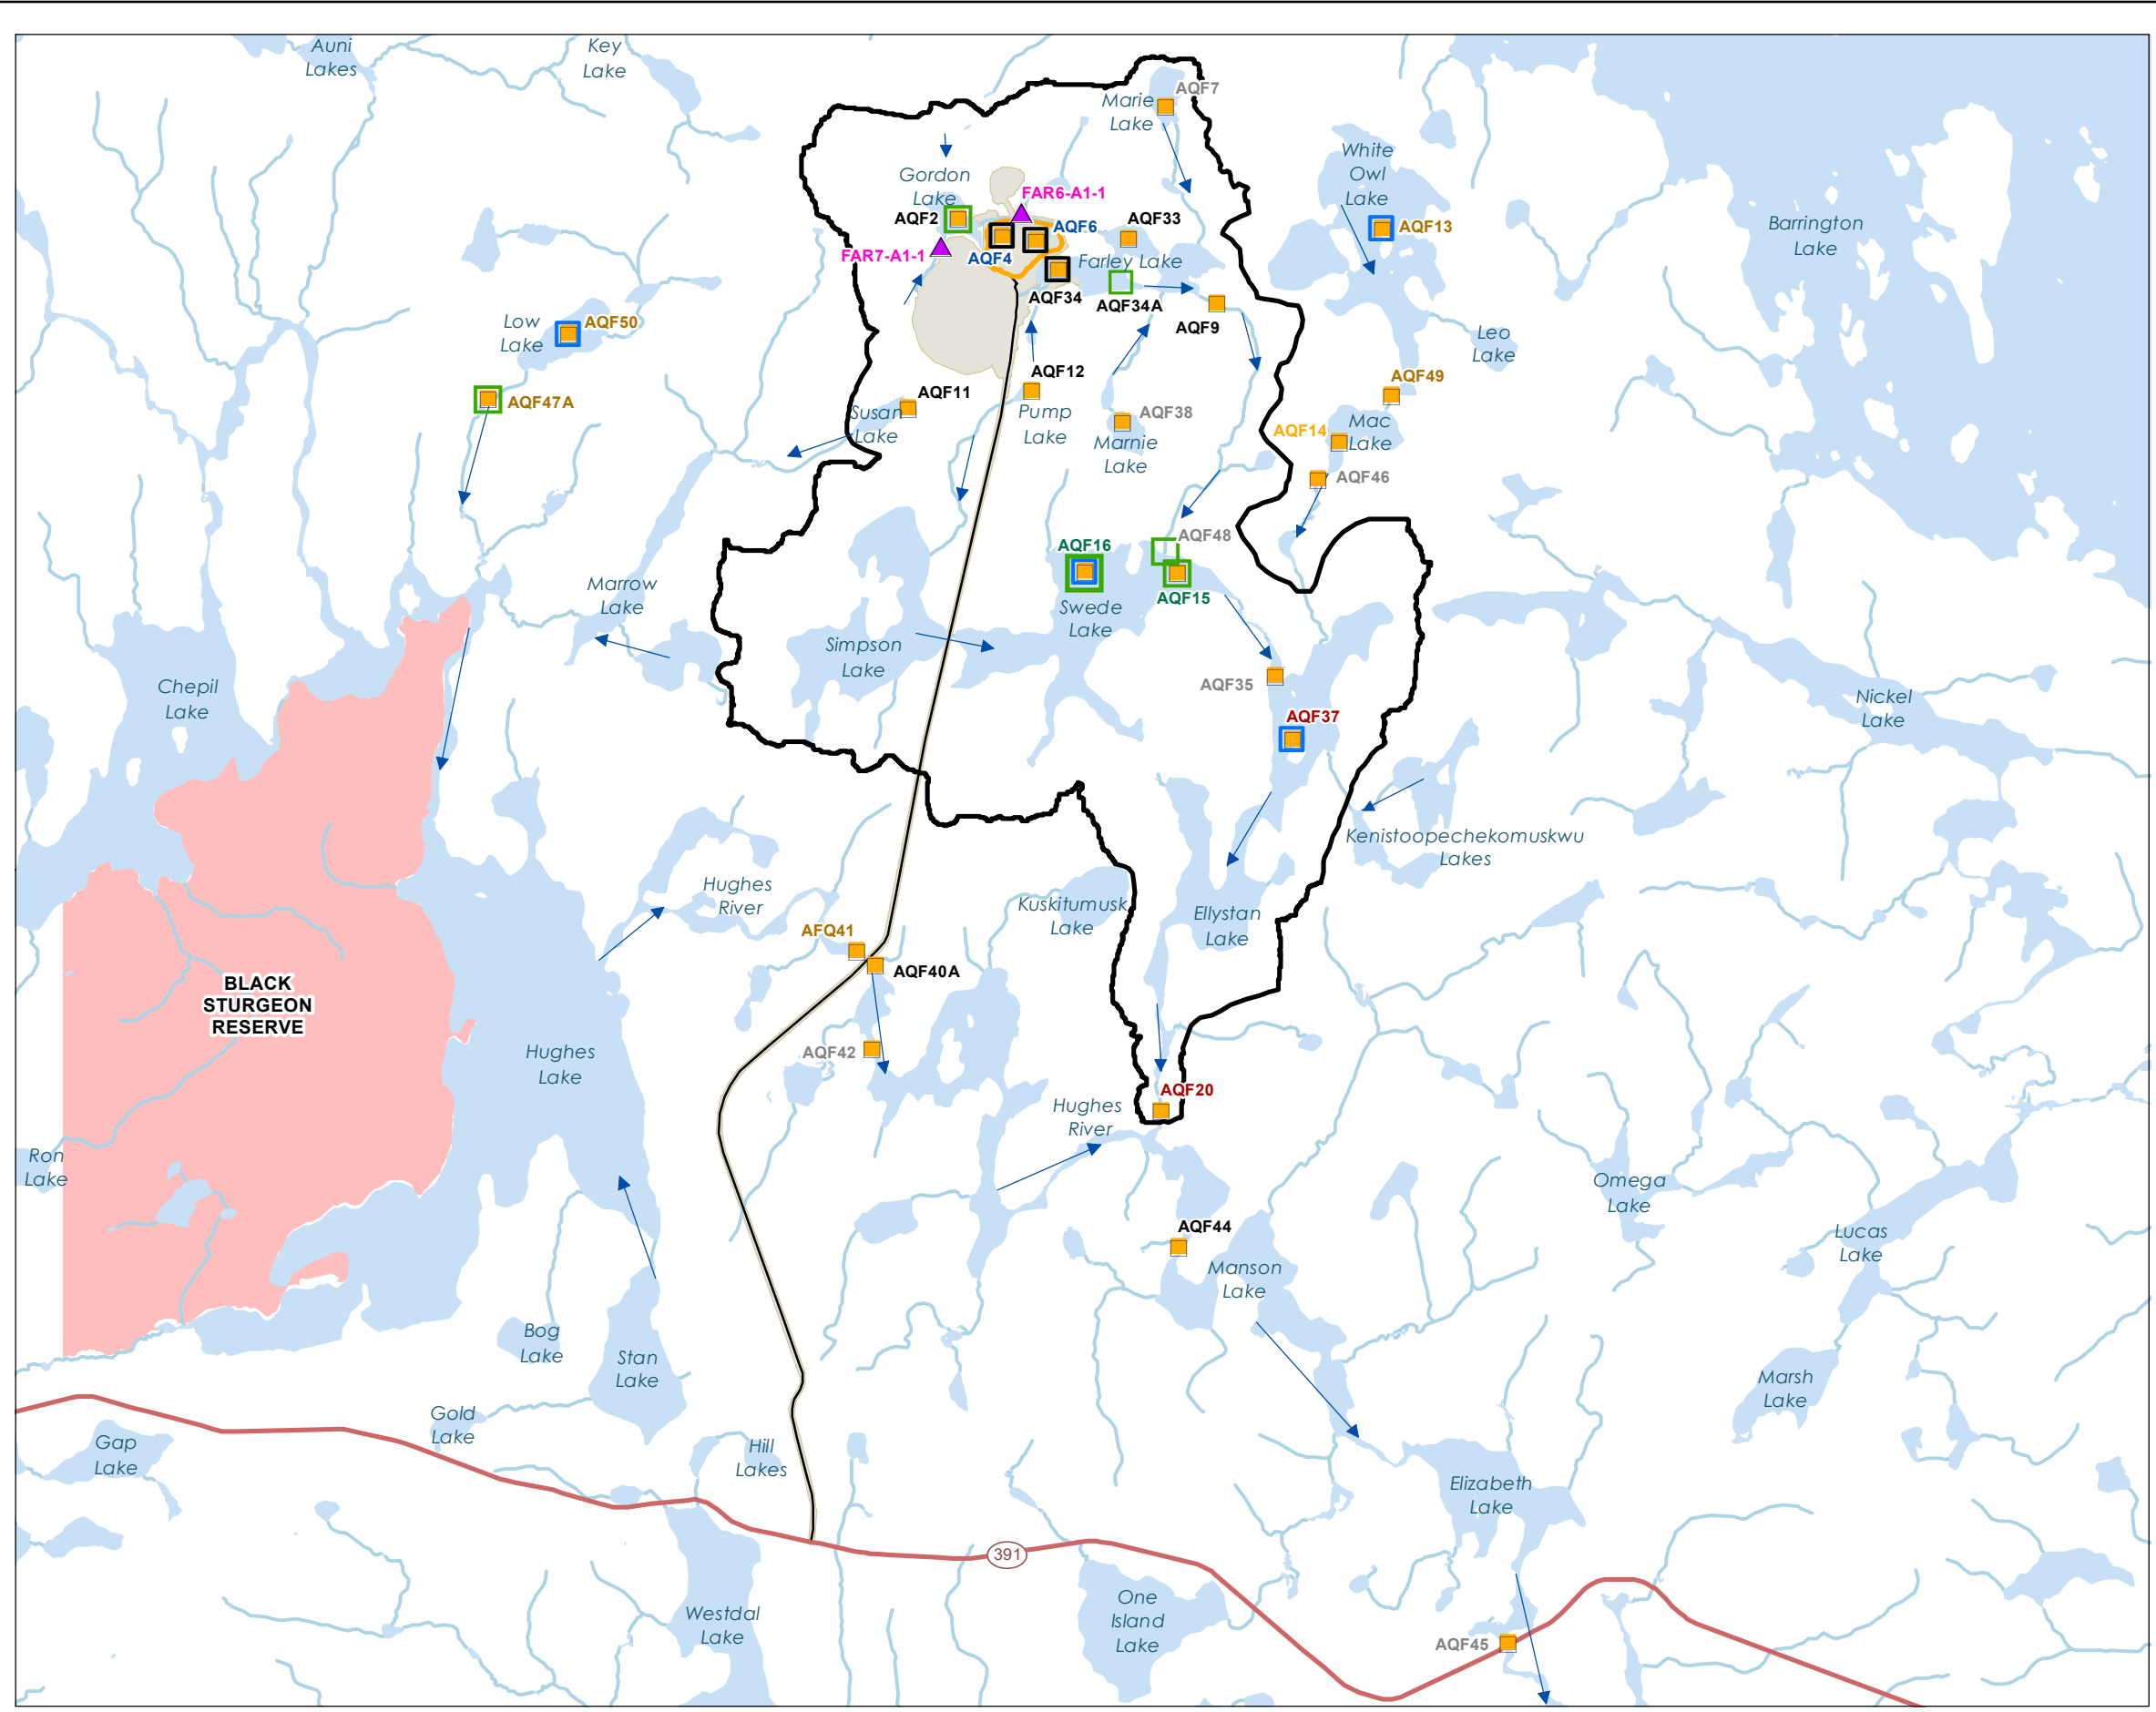 Auni
Lakes
Key
Lake
AQF7
Marie
Lake
White
Owl
Lake
Gordon
Lake
FAR6-A1-1
AQF2
AQF33
AQF6
AQF13
Barrington
Lake
FAR7-A1-1
AQF4
Farley Lake
AQF34
AQF34A
AQF9
Low
Lake
AQF50
Leo
Lake
AQF12
AQF49
AQF11
AQF47A
Susan
Lake
Pump
Lake
AQF38
Marnie
Lake
AQF14
Mac
Lake
AQF46
AQF48
AQF16
AQF15
Marrow
Lake
Swede
Lake
Simpson
Lake
AQF35
Chepil
Lake
Nickel
Lake
AQF37
Kenistoopechekomuskwu
Lakes
Hughes
River
Kuskitumusk
Lake
Ellystan
Lake
AFQ41
AQF40A
BLACK
STURGEON
RESERVE
Hughes
Lake
AQF42
AQF20
Hughes
River
Ron
Lake
Omega
Lake
AQF44
Lucas
Lake
Manson
Lake
Bog
Lake
Stan
Lake
Marsh
Lake
Gold
Lake
Gap
Lake
Hill
Lakes
Elizabeth
Lake
391
One
Island
Lake
Westdal
Lake
AQF45